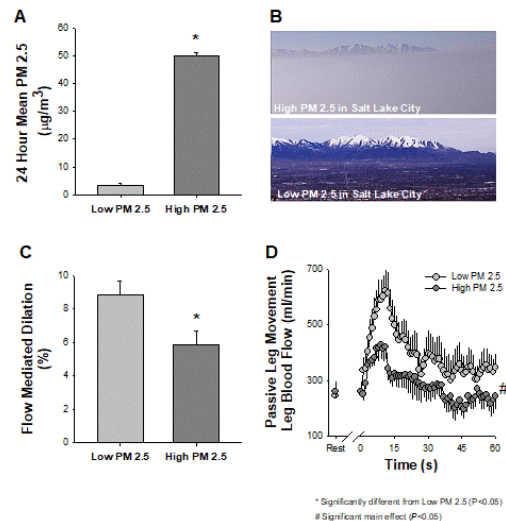 A
24 Hour Mean PM 2.5
(µg/m³)
60
50
40
30
20
10
0
*
Low PM 2.5
High PM 2.5
B
High PM 2.5 in Salt Lake City
Low PM 2.5 in Salt Lake City
C
Flow Mediated Dilation
(%)
10
8
6
4
2
0
*
Low PM 2.5
High PM 2.5
D
Passive Leg Movement
Leg Blood Flow (ml/min)
700
500
300
100
Low PM 2.5
High PM 2.5
#
Rest
0
15
30
45
60
Time (s)
* Significantly different from Low PM 2.5 (P<0.05)
# Significant main effect (P<0.05)